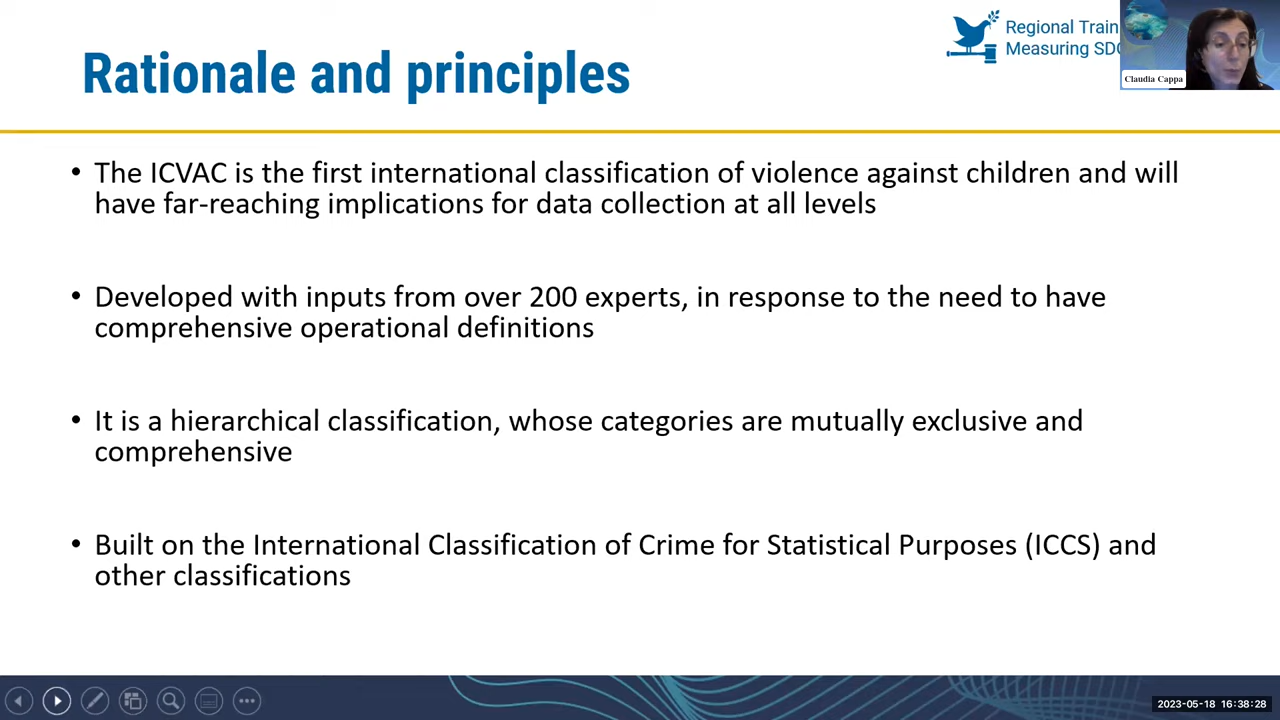 Regional Train
Measuring SDG
Claudia Cappa
Rationale and principles
• The ICVAC is the first international classification of violence against children and will
have far-reaching implications for data collection at all levels
• Developed with inputs from over 200 experts, in response to the need to have
comprehensive operational definitions
• It is a hierarchical classification, whose categories are mutually exclusive and
comprehensive
• Built on the International Classification of Crime for Statistical Purposes (ICCS) and
other classifications
2023-05-18 16:38:28